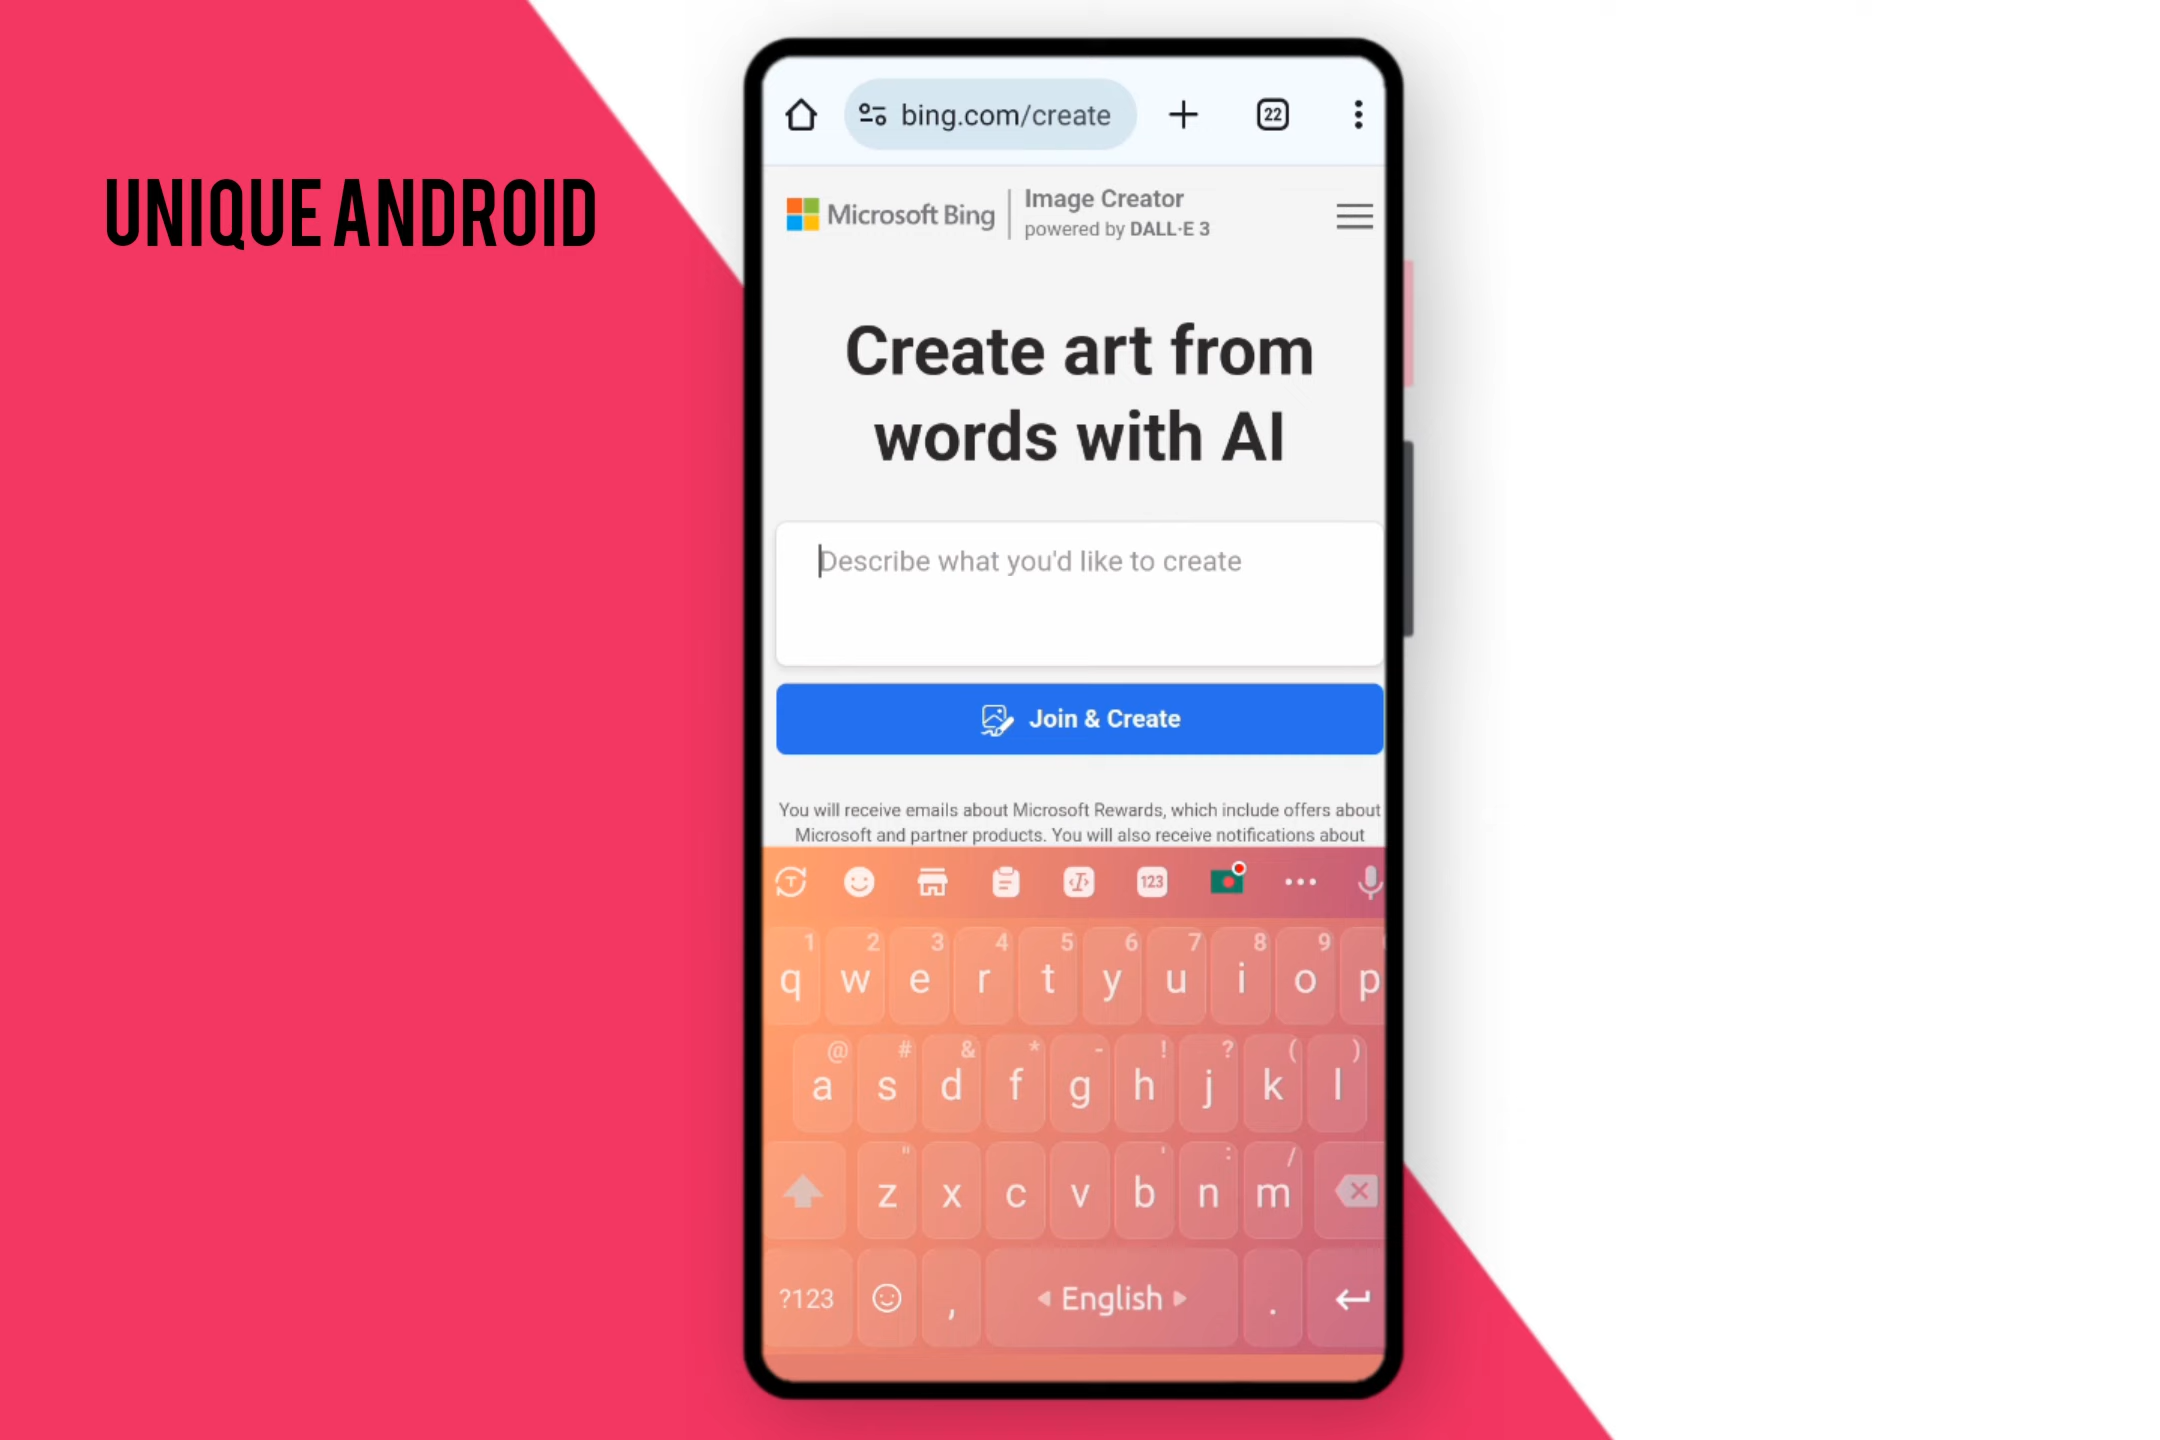 UNIQUE ANDROID
bing.com/create
22
Microsoft Bing
Image Creator
powered by DALL·E 3
Create art from
words with AI
Describe what you'd like to create
Join & Create
You will receive emails about Microsoft Rewards, which include offers about
Microsoft and partner products. You will also receive notifications about
T I 123
1 2 3 4 5 6 7 8 9
q w e r t y u i o p
@ # & * - ! ? ( )
a s d f g h j k l
" ' : /
z x c v b n m
?123 , English .